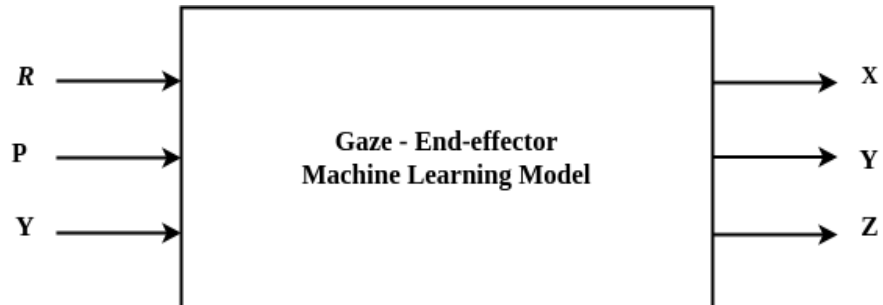 R
X
Gaze - End-effector
P
Y
Machine Learning Model
Y
Z